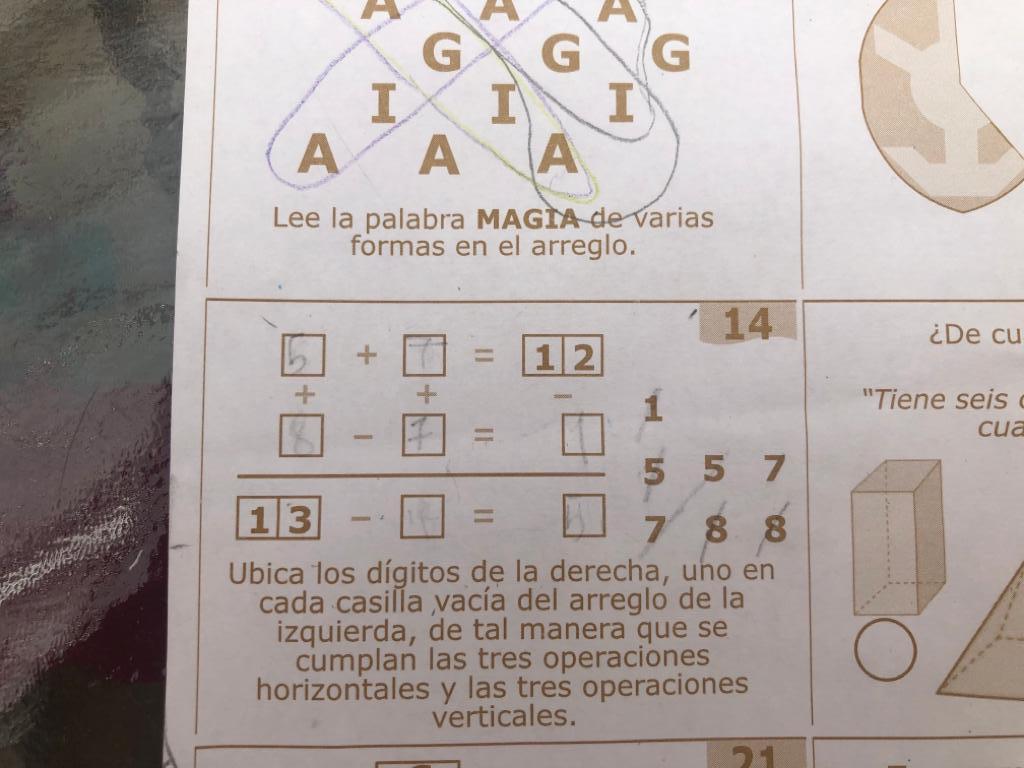 A A A
G G G
I I I
A A A
Lee la palabra MAGIA de varias
formas en el arreglo.
14
5 + 7 = 12
+ + −
8 − 7 = 1
13 − =
1
5 5 7
7 8 8
Ubica los dígitos de la derecha, uno en
cada casilla vacía del arreglo de la
izquierda, de tal manera que se
cumplan las tres operaciones
horizontales y las tres operaciones
verticales.
¿De cu
"Tiene seis c
cua
21